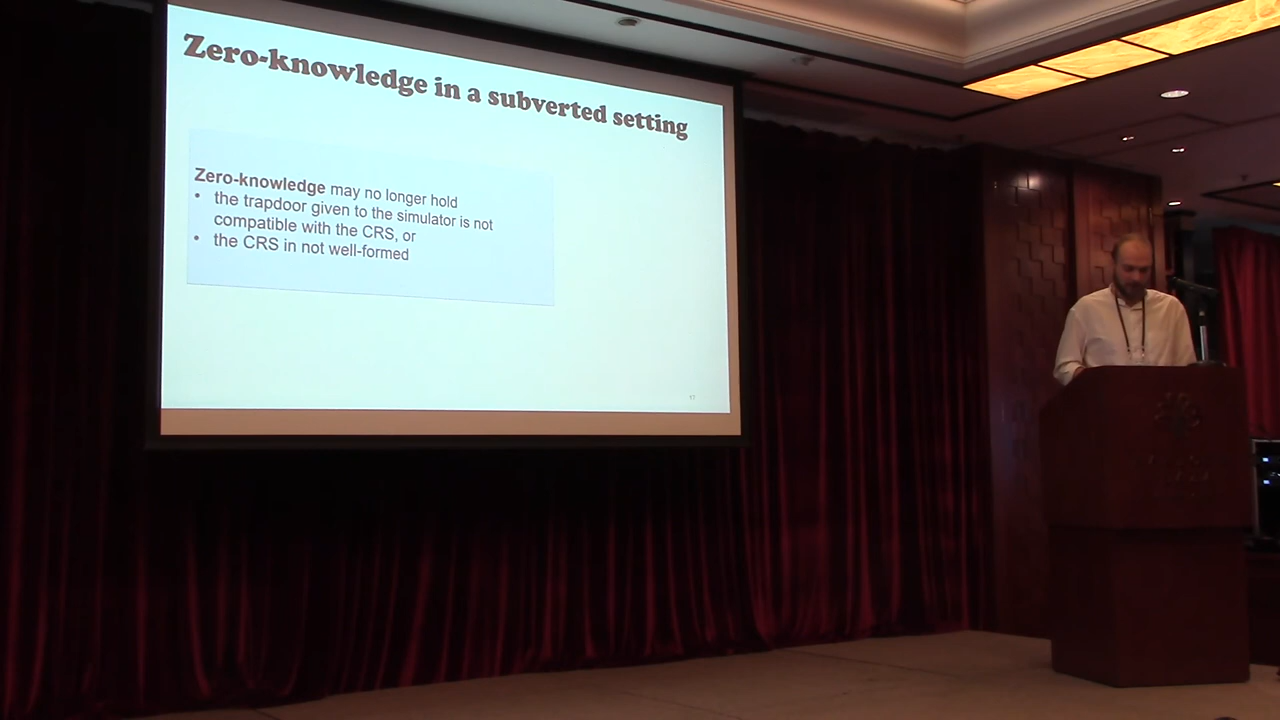 Zero-knowledge in a subverted setting
Zero-knowledge may no longer hold
• the trapdoor given to the simulator is not
compatible with the CRS, or
• the CRS in not well-formed
17